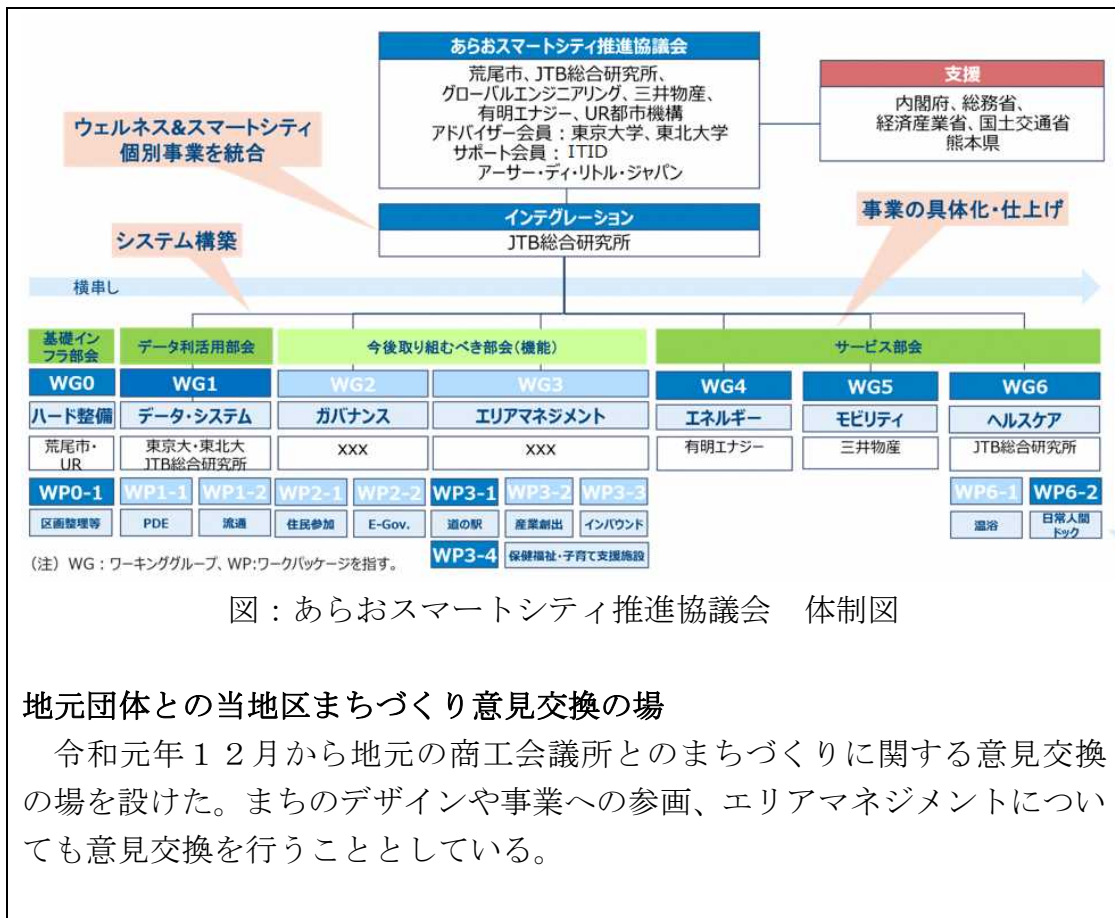 あらおスマートシティ推進協議会
荒尾市、JTB総合研究所、
グローバルエンジニアリング、三井物産、
有明エナジー、UR都市機構
アドバイザー会員：東京大学、東北大学
サポート会員：ITID
アーサー・ディ・リトル・ジャパン
支援
内閣府、総務省、
経済産業省、国土交通省
熊本県
ウェルネス&スマートシティ
個別事業を統合
インテグレーション
JTB総合研究所
事業の具体化・仕上げ
システム構築
横串し
基礎イン
フラ部会
データ利活用部会
今後取り組むべき部会(機能)
サービス部会
WG0
WG1
WG2
WG3
WG4
WG5
WG6
ハード整備
データ・システム
ガバナンス
エリアマネジメント
エネルギー
モビリティ
ヘルスケア
荒尾市・
UR
東京大・東北大
JTB総合研究所
XXX
XXX
有明エナジー
三井物産
JTB総合研究所
WP0-1
WP1-1
WP1-2
WP2-1
WP2-2
WP3-1
WP3-2
WP3-3
WP6-1
WP6-2
区画整理等
PDE
流通
住民参加
E-Gov.
道の駅
産業創出
インバウンド
温浴
日常人間
ドック
WP3-4
保健福祉・子育て支援施設
(注) WG：ワーキンググループ、WP:ワークパッケージを指す。
図：あらおスマートシティ推進協議会　体制図
地元団体との当地区まちづくり意見交換の場
　令和元年１２月から地元の商工会議所とのまちづくりに関する意見交換
の場を設けた。まちのデザインや事業への参画、エリアマネジメントについ
ても意見交換を行うこととしている。